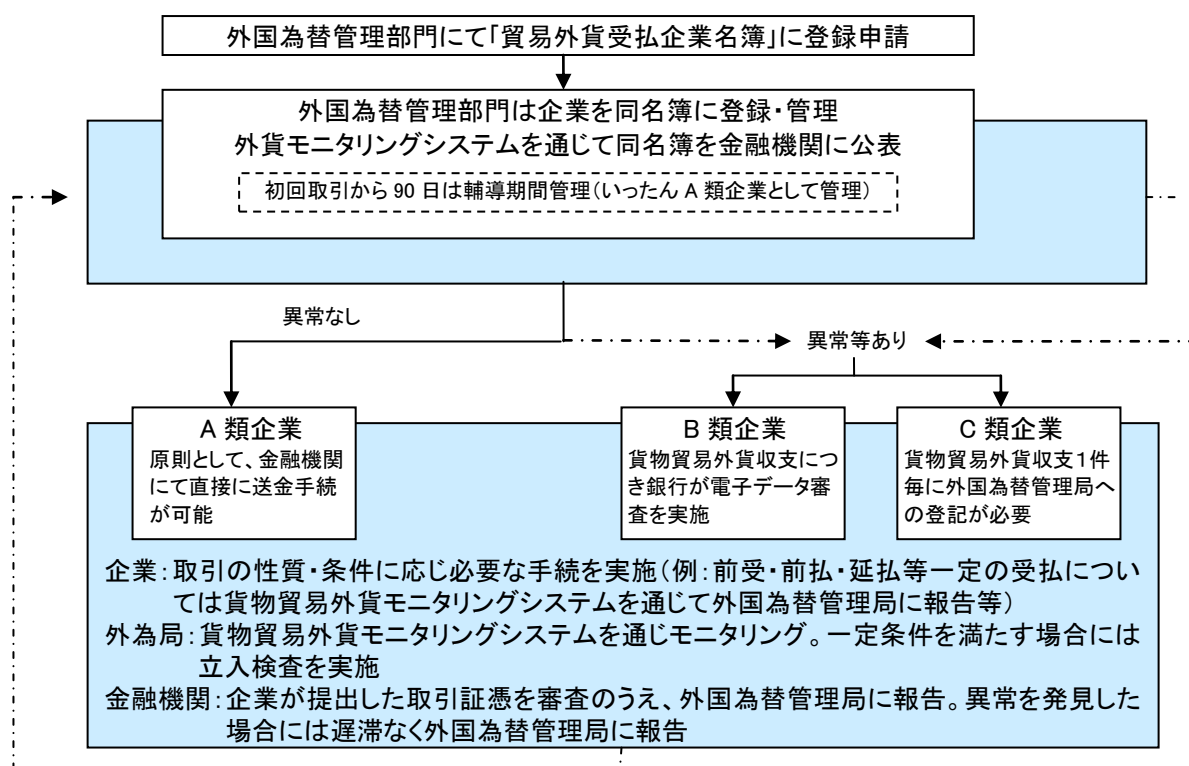 外国為替管理部門にて「貿易外貨受払企業名簿」に登録申請
外国為替管理部門は企業を同名簿に登録・管理
外貨モニタリングシステムを通じて同名簿を金融機関に公表
初回取引から 90 日は輔導期間管理（いったん A 類企業として管理）
異常なし
異常等あり
A 類企業
原則として、金融機関
にて直接に送金手続
が可能
B 類企業
貨物貿易外貨収支につ
き銀行が電子データ審
査を実施
C 類企業
貨物貿易外貨収支１件
毎に外国為替管理局へ
の登記が必要
企業：取引の性質・条件に応じ必要な手続を実施（例：前受・前払・延払等一定の受払につい
ては貨物貿易外貨モニタリングシステムを通じて外国為替管理局に報告等）
外為局：貨物貿易外貨モニタリングシステムを通じモニタリング。一定条件を満たす場合には
立入検査を実施
金融機関：企業が提出した取引証憑を審査のうえ、外国為替管理局に報告。異常を発見した
場合には遅滞なく外国為替管理局に報告